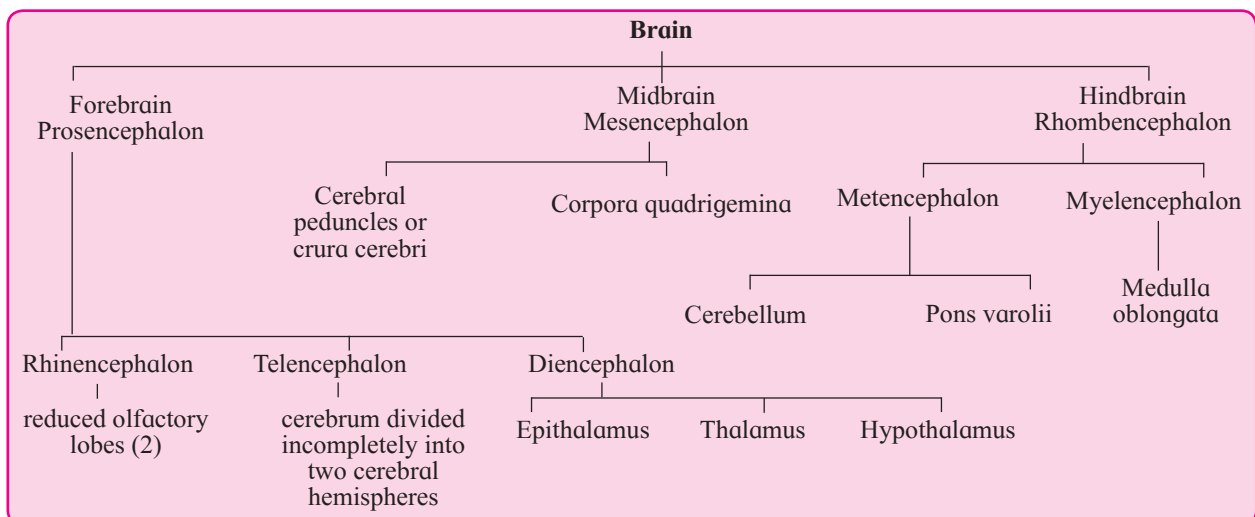 Brain
Forebrain
Prosencephalon
Midbrain
Mesencephalon
Hindbrain
Rhombencephalon
Cerebral
peduncles or
crura cerebri
Corpora quadrigemina
Metencephalon
Myelencephalon
Cerebellum
Pons varolii
Medulla
oblongata
Rhinencephalon
Telencephalon
Diencephalon
reduced olfactory
lobes (2)
cerebrum divided
incompletely into
two cerebral
hemispheres
Epithalamus
Thalamus
Hypothalamus